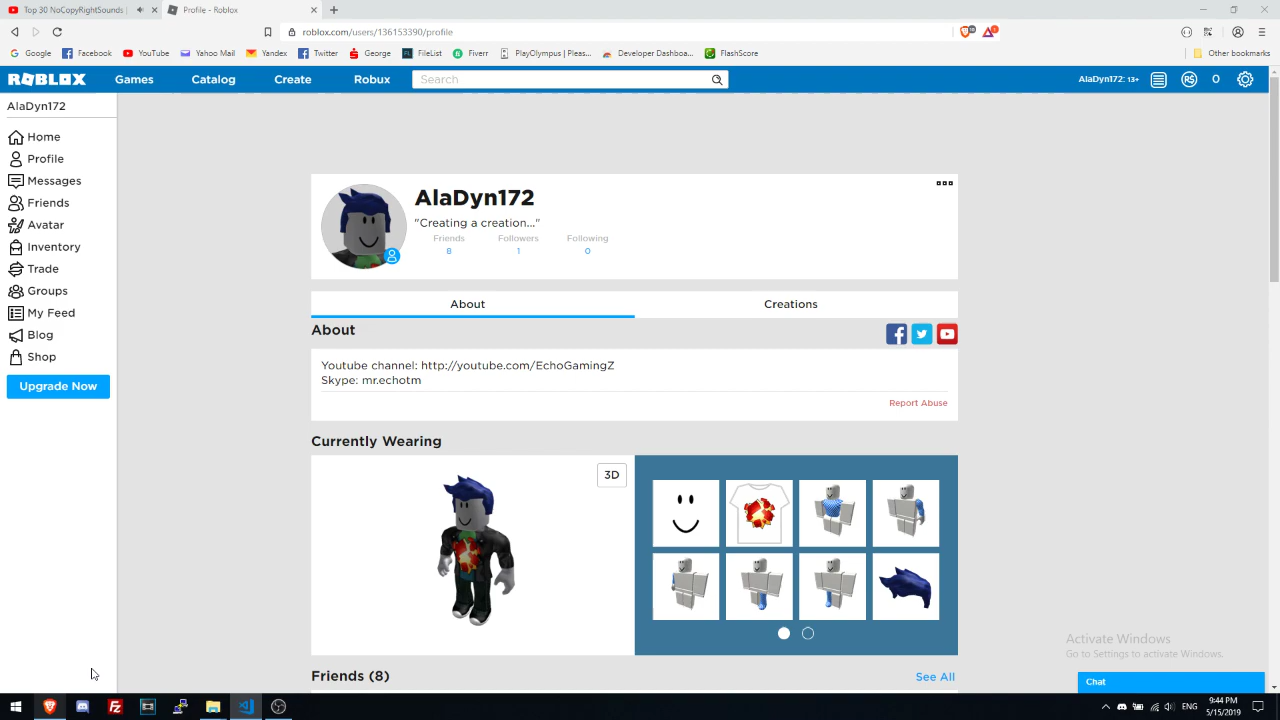 Top 30 NoCopyRightSounds
Profile - Roblox
roblox.com/users/136153390/profile
Google
Facebook
YouTube
Yahoo Mail
Yandex
Twitter
George
FileList
Fiverr
PlayOlympus | Pleas...
Developer Dashboa...
FlashScore
Other bookmarks
ROBLOX
Games
Catalog
Create
Robux
Search
AlaDyn172: 13+
0
AlaDyn172
Home
Profile
Messages
Friends
Avatar
Inventory
Trade
Groups
My Feed
Blog
Shop
Upgrade Now
AlaDyn172
"Creating a creation..."
Friends Followers Following
8 1 0
About
Creations
About
Youtube channel: http://youtube.com/EchoGamingZ
Skype: mr.echotm
Report Abuse
Currently Wearing
3D
Friends (8)
See All
Activate Windows
Go to Settings to activate Windows.
Chat
ENG
9:44 PM
5/15/2019